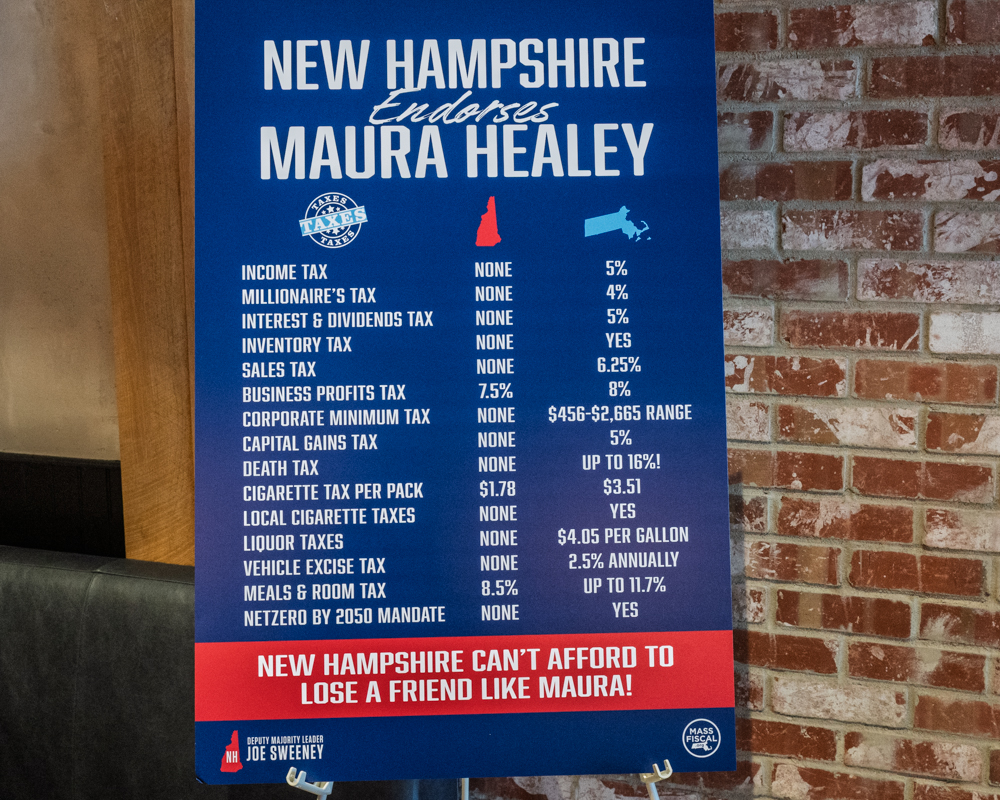 NEW HAMPSHIRE
Endorses
MAURA HEALEY
TAXES
TAXES
TAXES
INCOME TAX NONE 5%
MILLIONAIRE'S TAX NONE 4%
INTEREST & DIVIDENDS TAX NONE 5%
INVENTORY TAX NONE YES
SALES TAX NONE 6.25%
BUSINESS PROFITS TAX 7.5% 8%
CORPORATE MINIMUM TAX NONE $456-$2,665 RANGE
CAPITAL GAINS TAX NONE 5%
DEATH TAX NONE UP TO 16%!
CIGARETTE TAX PER PACK $1.78 $3.51
LOCAL CIGARETTE TAXES NONE YES
LIQUOR TAXES NONE $4.05 PER GALLON
VEHICLE EXCISE TAX NONE 2.5% ANNUALLY
MEALS & ROOM TAX 8.5% UP TO 11.7%
NETZERO BY 2050 MANDATE NONE YES
NEW HAMPSHIRE CAN'T AFFORD TO
LOSE A FRIEND LIKE MAURA!
NH
DEPUTY MAJORITY LEADER
JOE SWEENEY
MASS
FISCAL